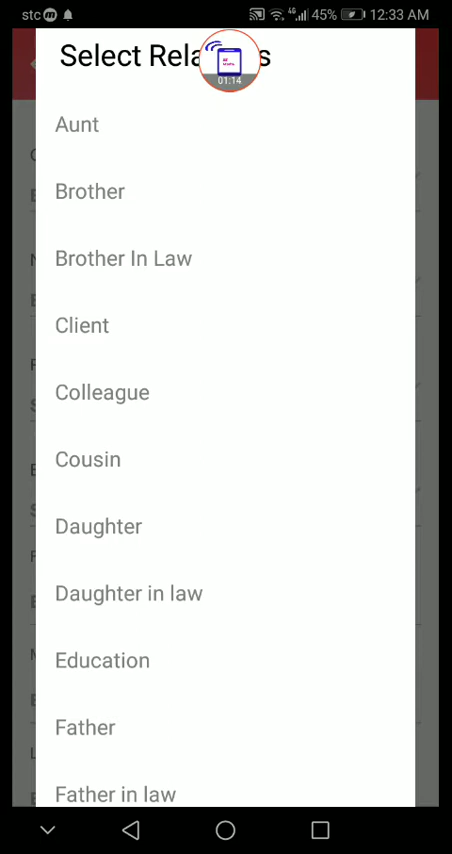 stc 4G 45% 12:33 AM
Select
01:14
Aunt
Brother
Brother In Law
Client
Colleague
Cousin
Daughter
Daughter in law
Education
Father
Father in law